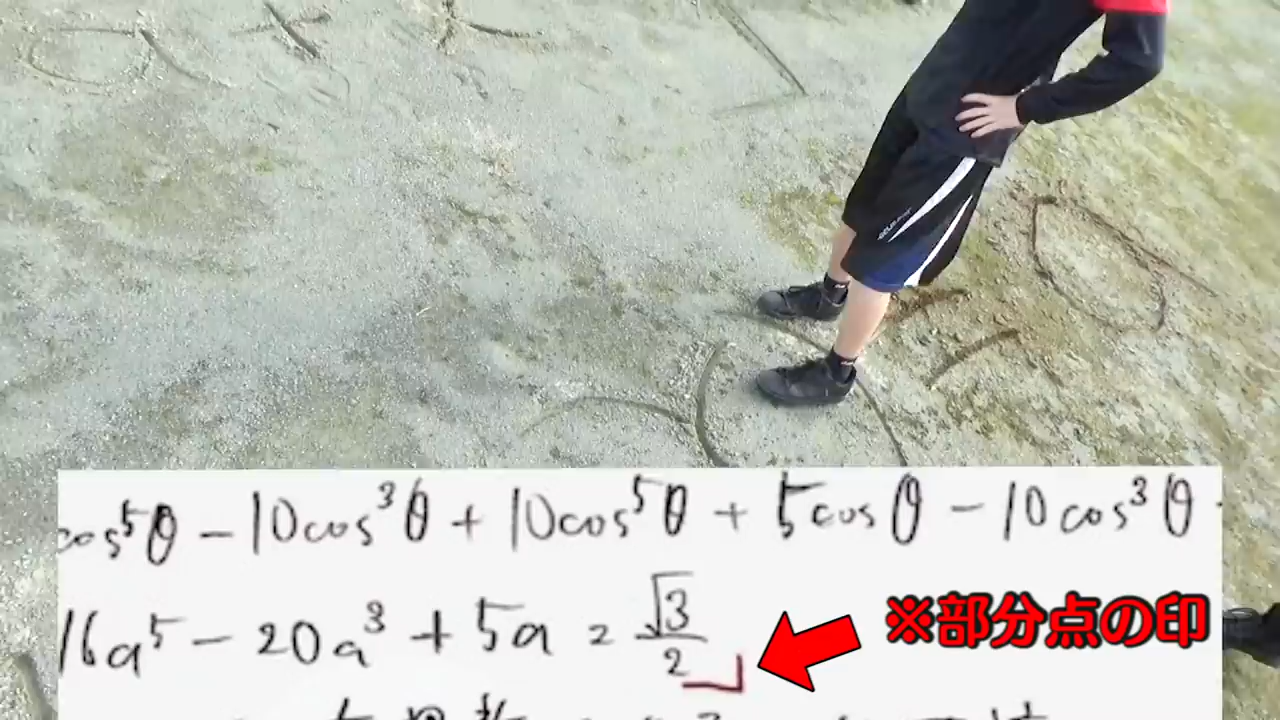 cos⁵θ - 10cos³θ + 10cos⁵θ + 5cosθ - 10cos³θ
16a⁵ - 20a³ + 5a = √3/2
※部分点の印